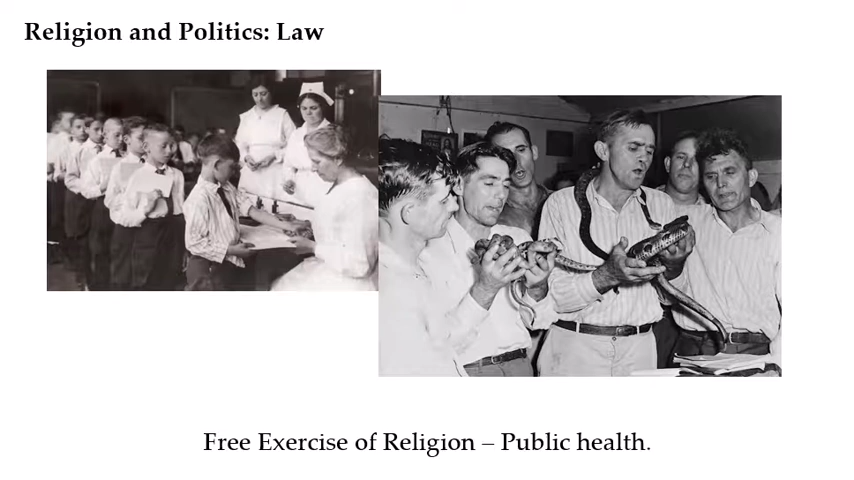 Religion and Politics: Law
Free Exercise of Religion – Public health.